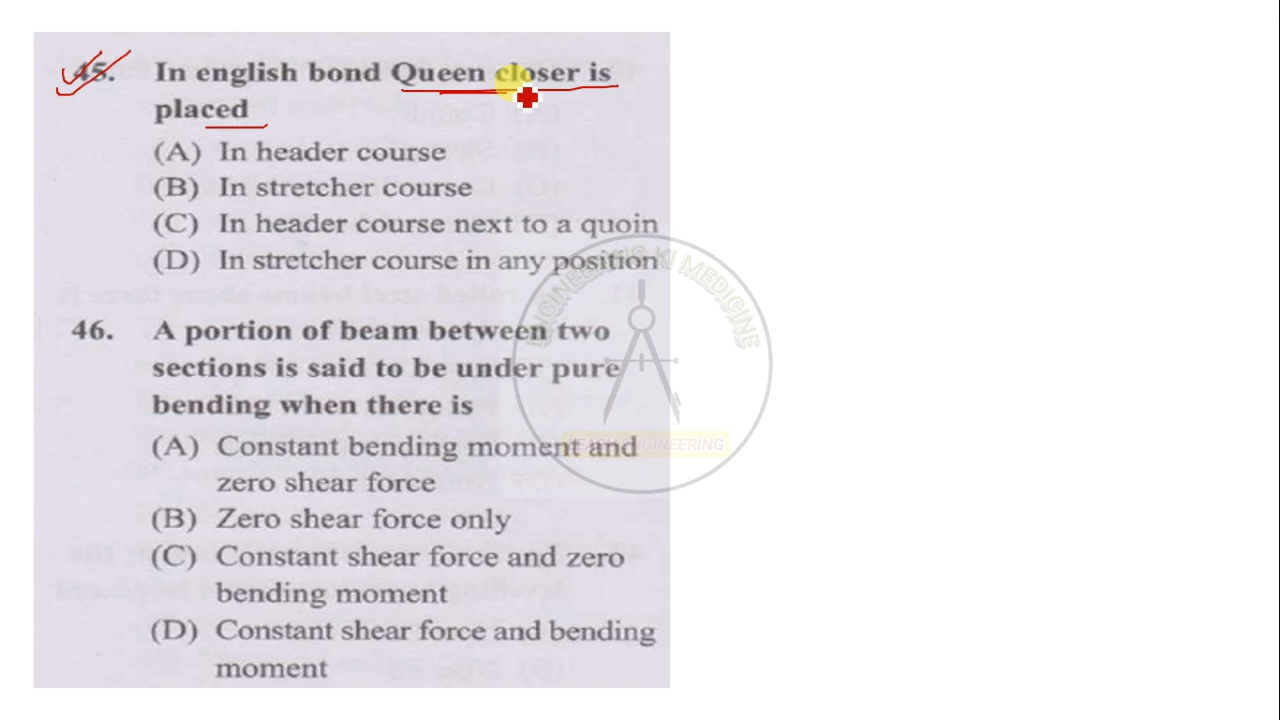 45. In english bond Queen closer is
placed
(A) In header course
(B) In stretcher course
(C) In header course next to a quoin
(D) In stretcher course in any position
46. A portion of beam between two
sections is said to be under pure
bending when there is
(A) Constant bending moment and
zero shear force
(B) Zero shear force only
(C) Constant shear force and zero
bending moment
(D) Constant shear force and bending
moment
ENGINEERING KI MEDICINE